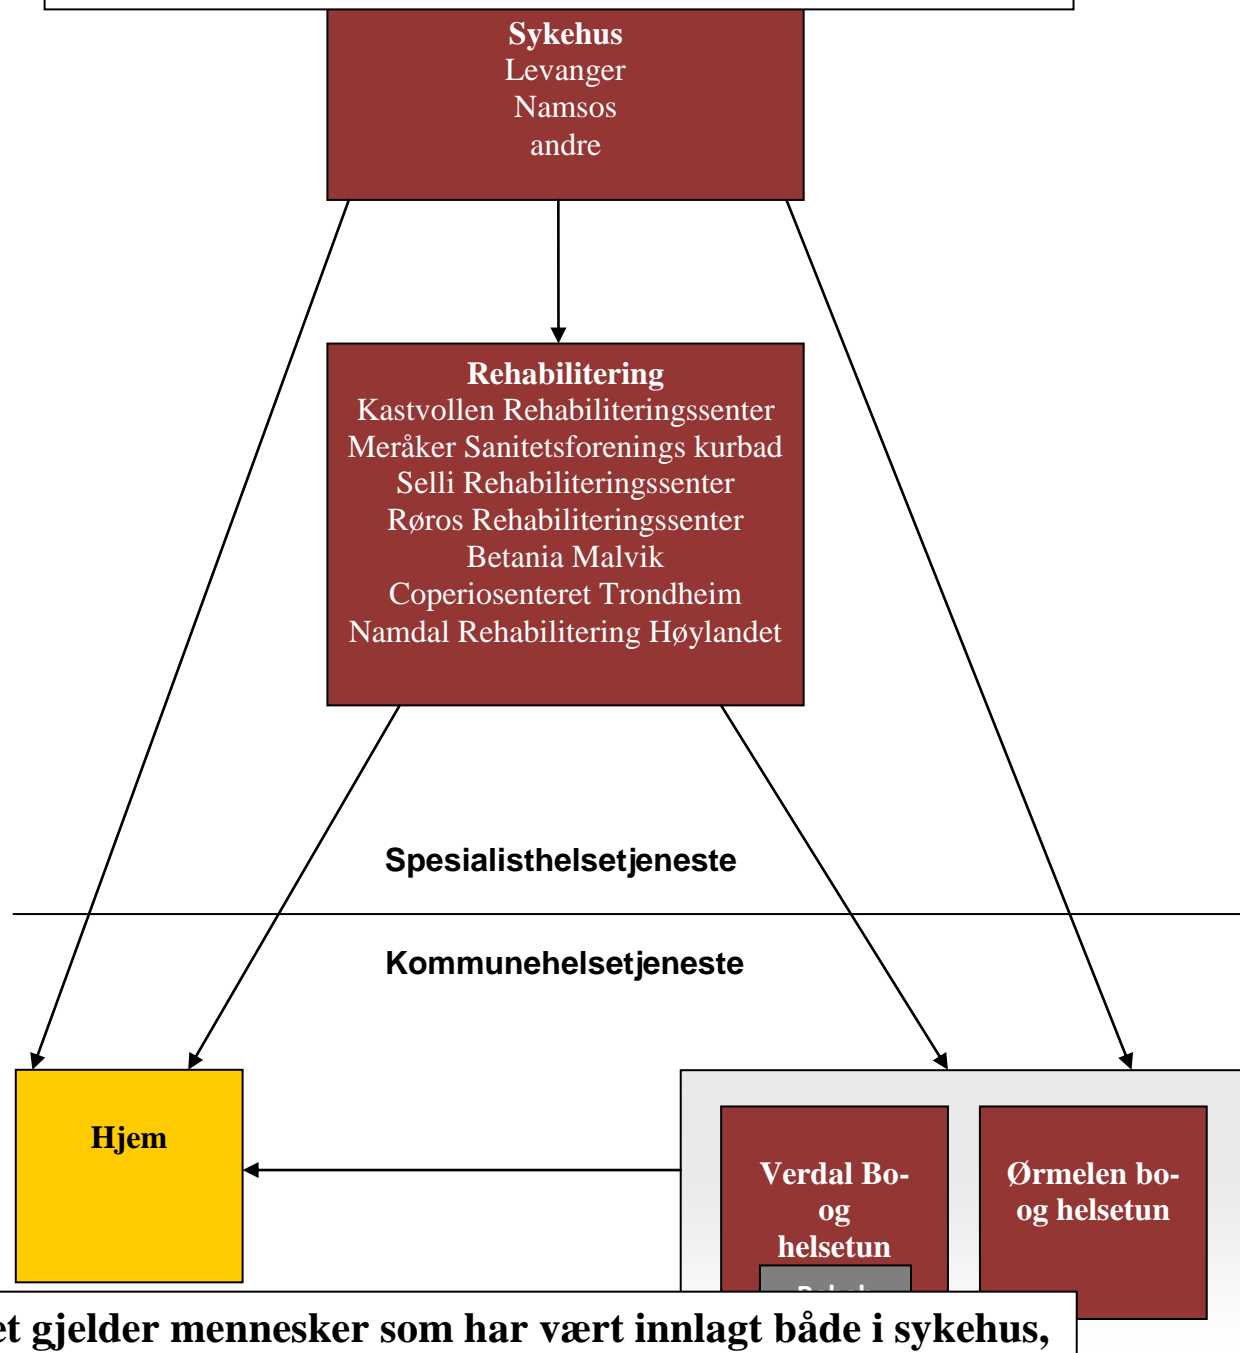 Sykehus
Levanger
Namsos
andre
Rehabilitering
Kastvollen Rehabiliteringssenter
Meråker Sanitetsforenings kurbad
Selli Rehabiliteringssenter
Røros Rehabiliteringssenter
Betania Malvik
Coperiosenteret Trondheim
Namdal Rehabilitering Høylandet
Spesialisthelsetjeneste
Kommunehelsetjeneste
Hjem
Verdal Bo-
og
helsetun
Ørmelen bo-
og helsetun
et gjelder mennesker som har vært innlagt både i sykehus,